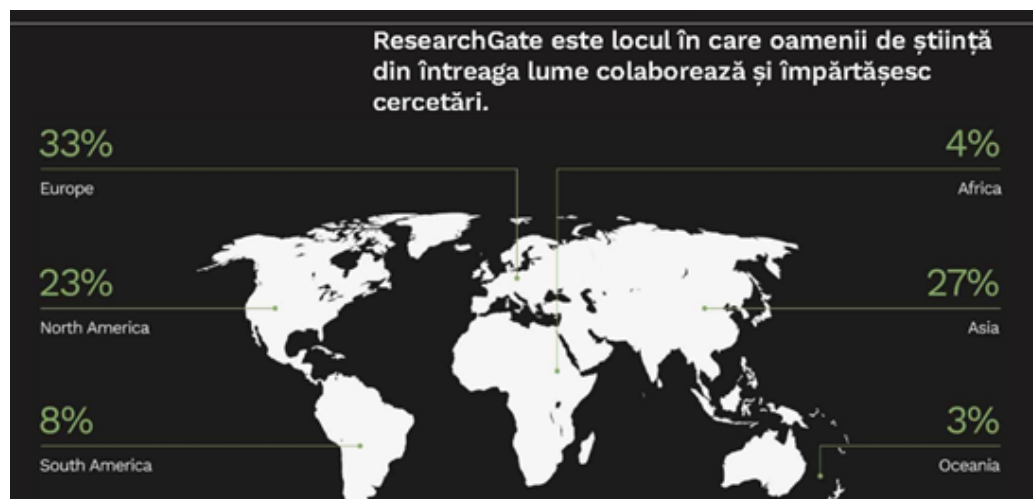 ResearchGate este locul în care oamenii de știință
din întreaga lume colaborează și împărtășesc
cercetări.
33%
Europe
4%
Africa
23%
North America
27%
Asia
8%
South America
3%
Oceania